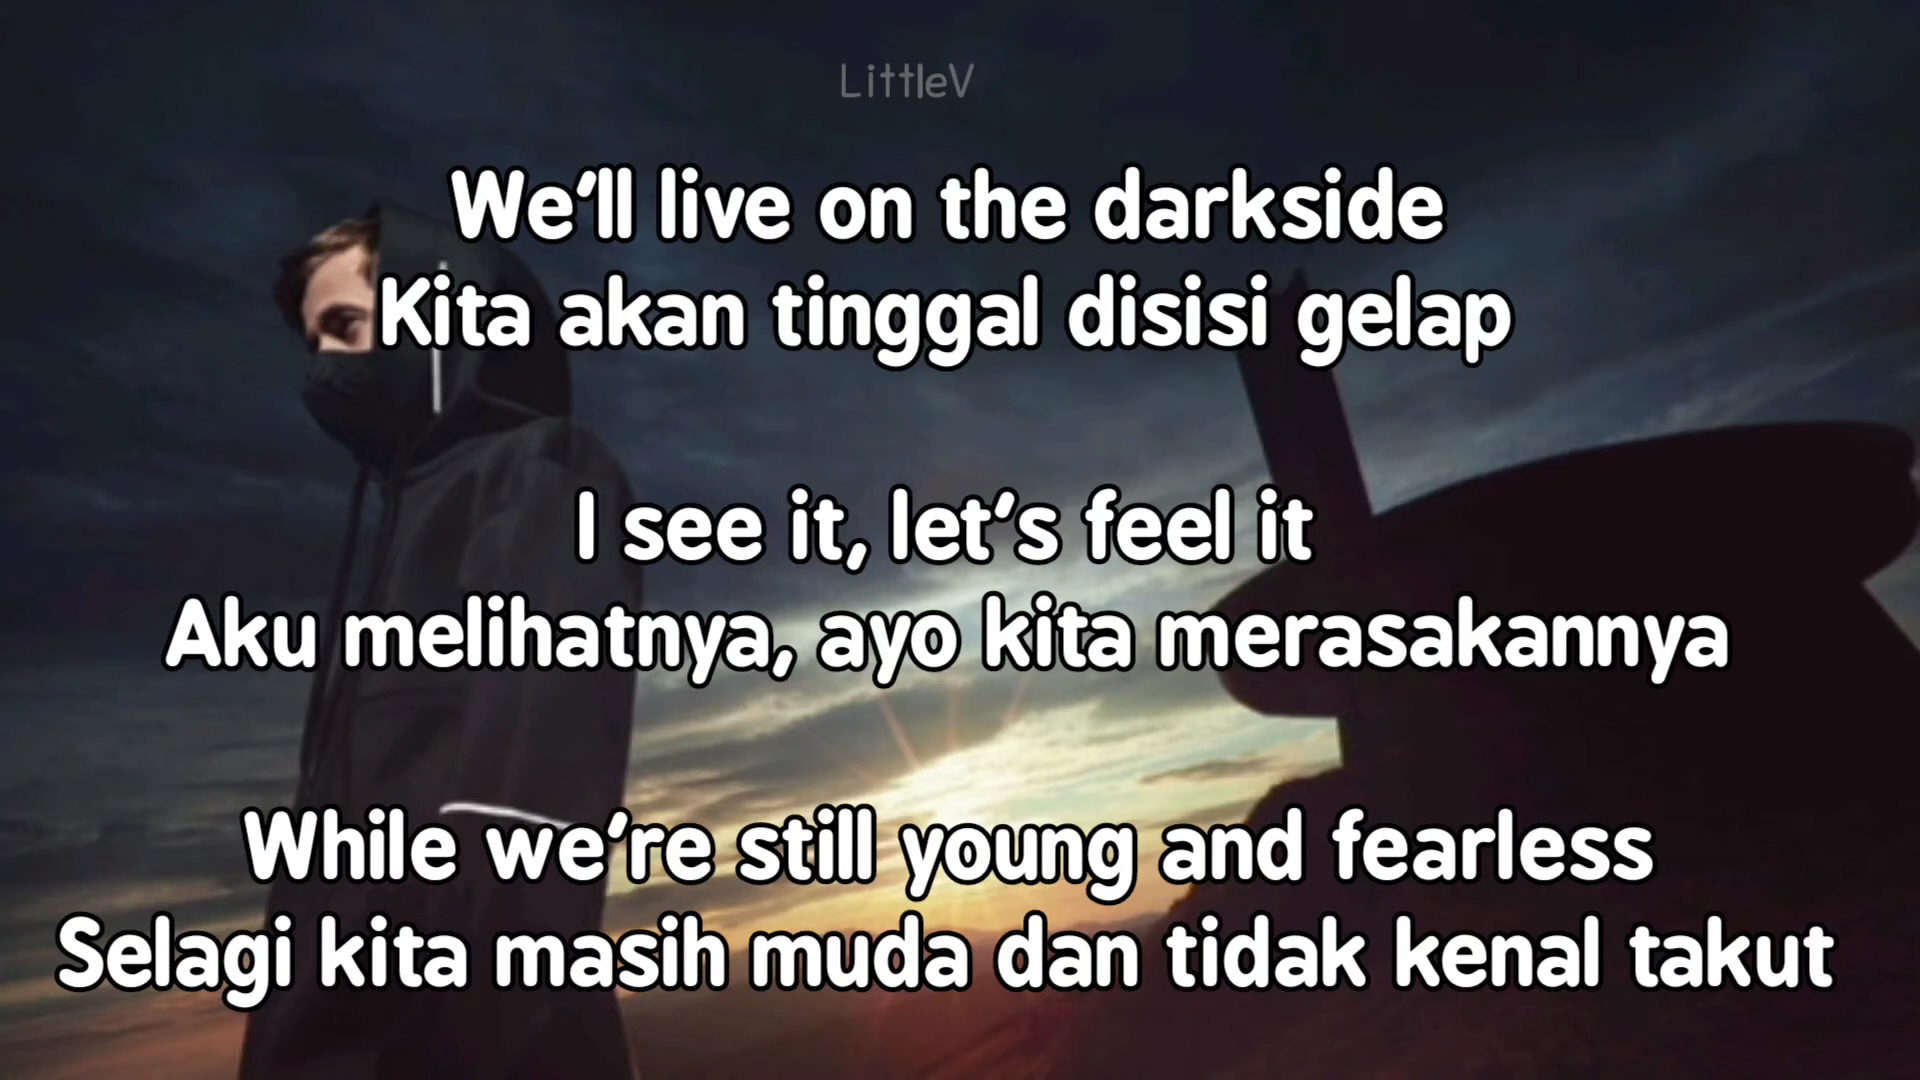 LittleV
We'll live on the darkside
Kita akan tinggal disisi gelap
I see it, let's feel it
Aku melihatnya, ayo kita merasakannya
While we're still young and fearless
Selagi kita masih muda dan tidak kenal takut